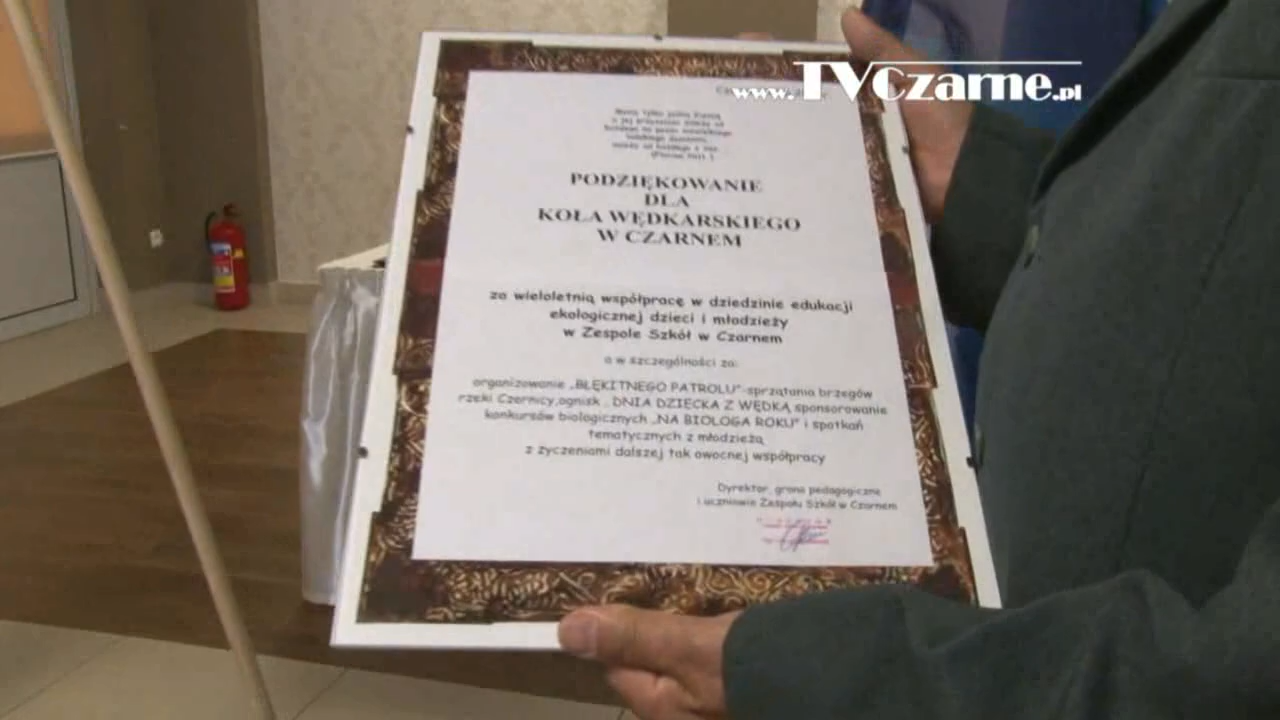 www.TVCzarne.pl
PODZIĘKOWANIE
DLA
KOŁA WĘDKARSKIEGO
W CZARNEM
za wieloletnią współpracę w dziedzinie edukacji
ekologicznej dzieci i młodzieży
w Zespole Szkół w Czarnem
a w szczególności za:
organizowanie „BŁĘKITNEGO PATROLU"-sprzątania brzegów
rzeki Czernicy,ognisk , DNIA DZIECKA Z WĘDKĄ sponsorowanie
konkursów biologicznych „NA BIOLOGA ROKU" i spotkań
tematycznych z młodzieżą
z życzeniami dalszej tak owocnej współpracy
Dyrektor, grono pedagogiczne
i uczniowie Zespołu Szkół w Czarnem